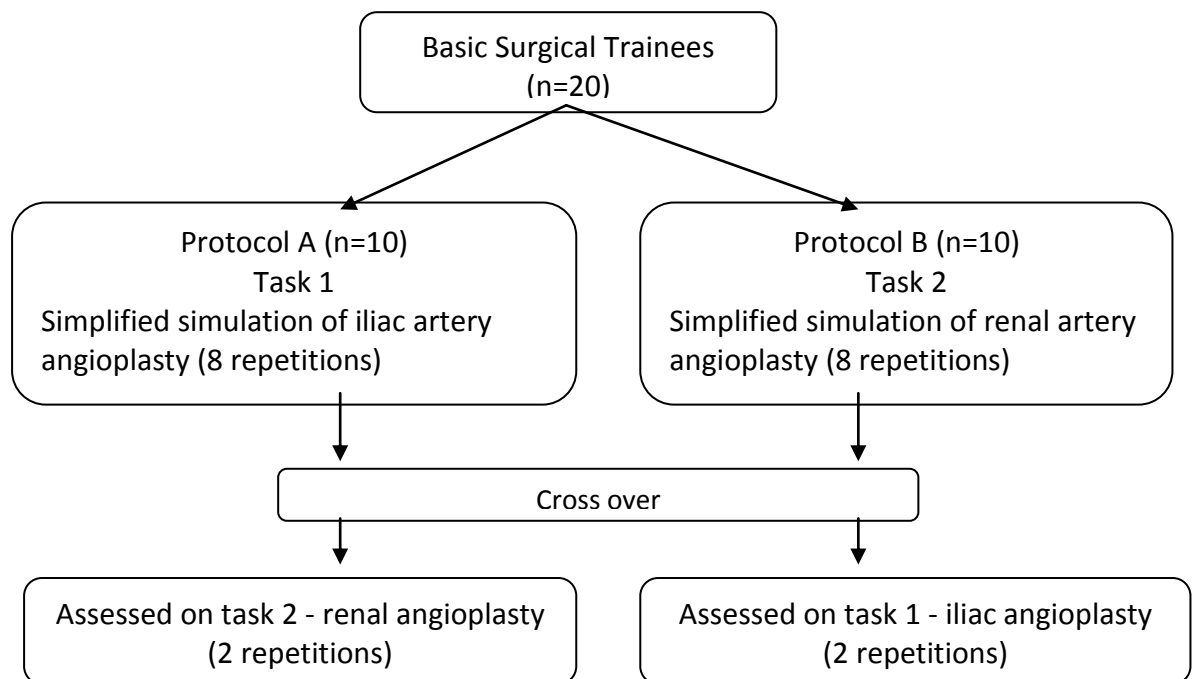 Basic Surgical Trainees
(n=20)
Protocol A (n=10)
Task 1
Simplified simulation of iliac artery
angioplasty (8 repetitions)
Protocol B (n=10)
Task 2
Simplified simulation of renal artery
angioplasty (8 repetitions)
Cross over
Assessed on task 2 - renal angioplasty
(2 repetitions)
Assessed on task 1 - iliac angioplasty
(2 repetitions)